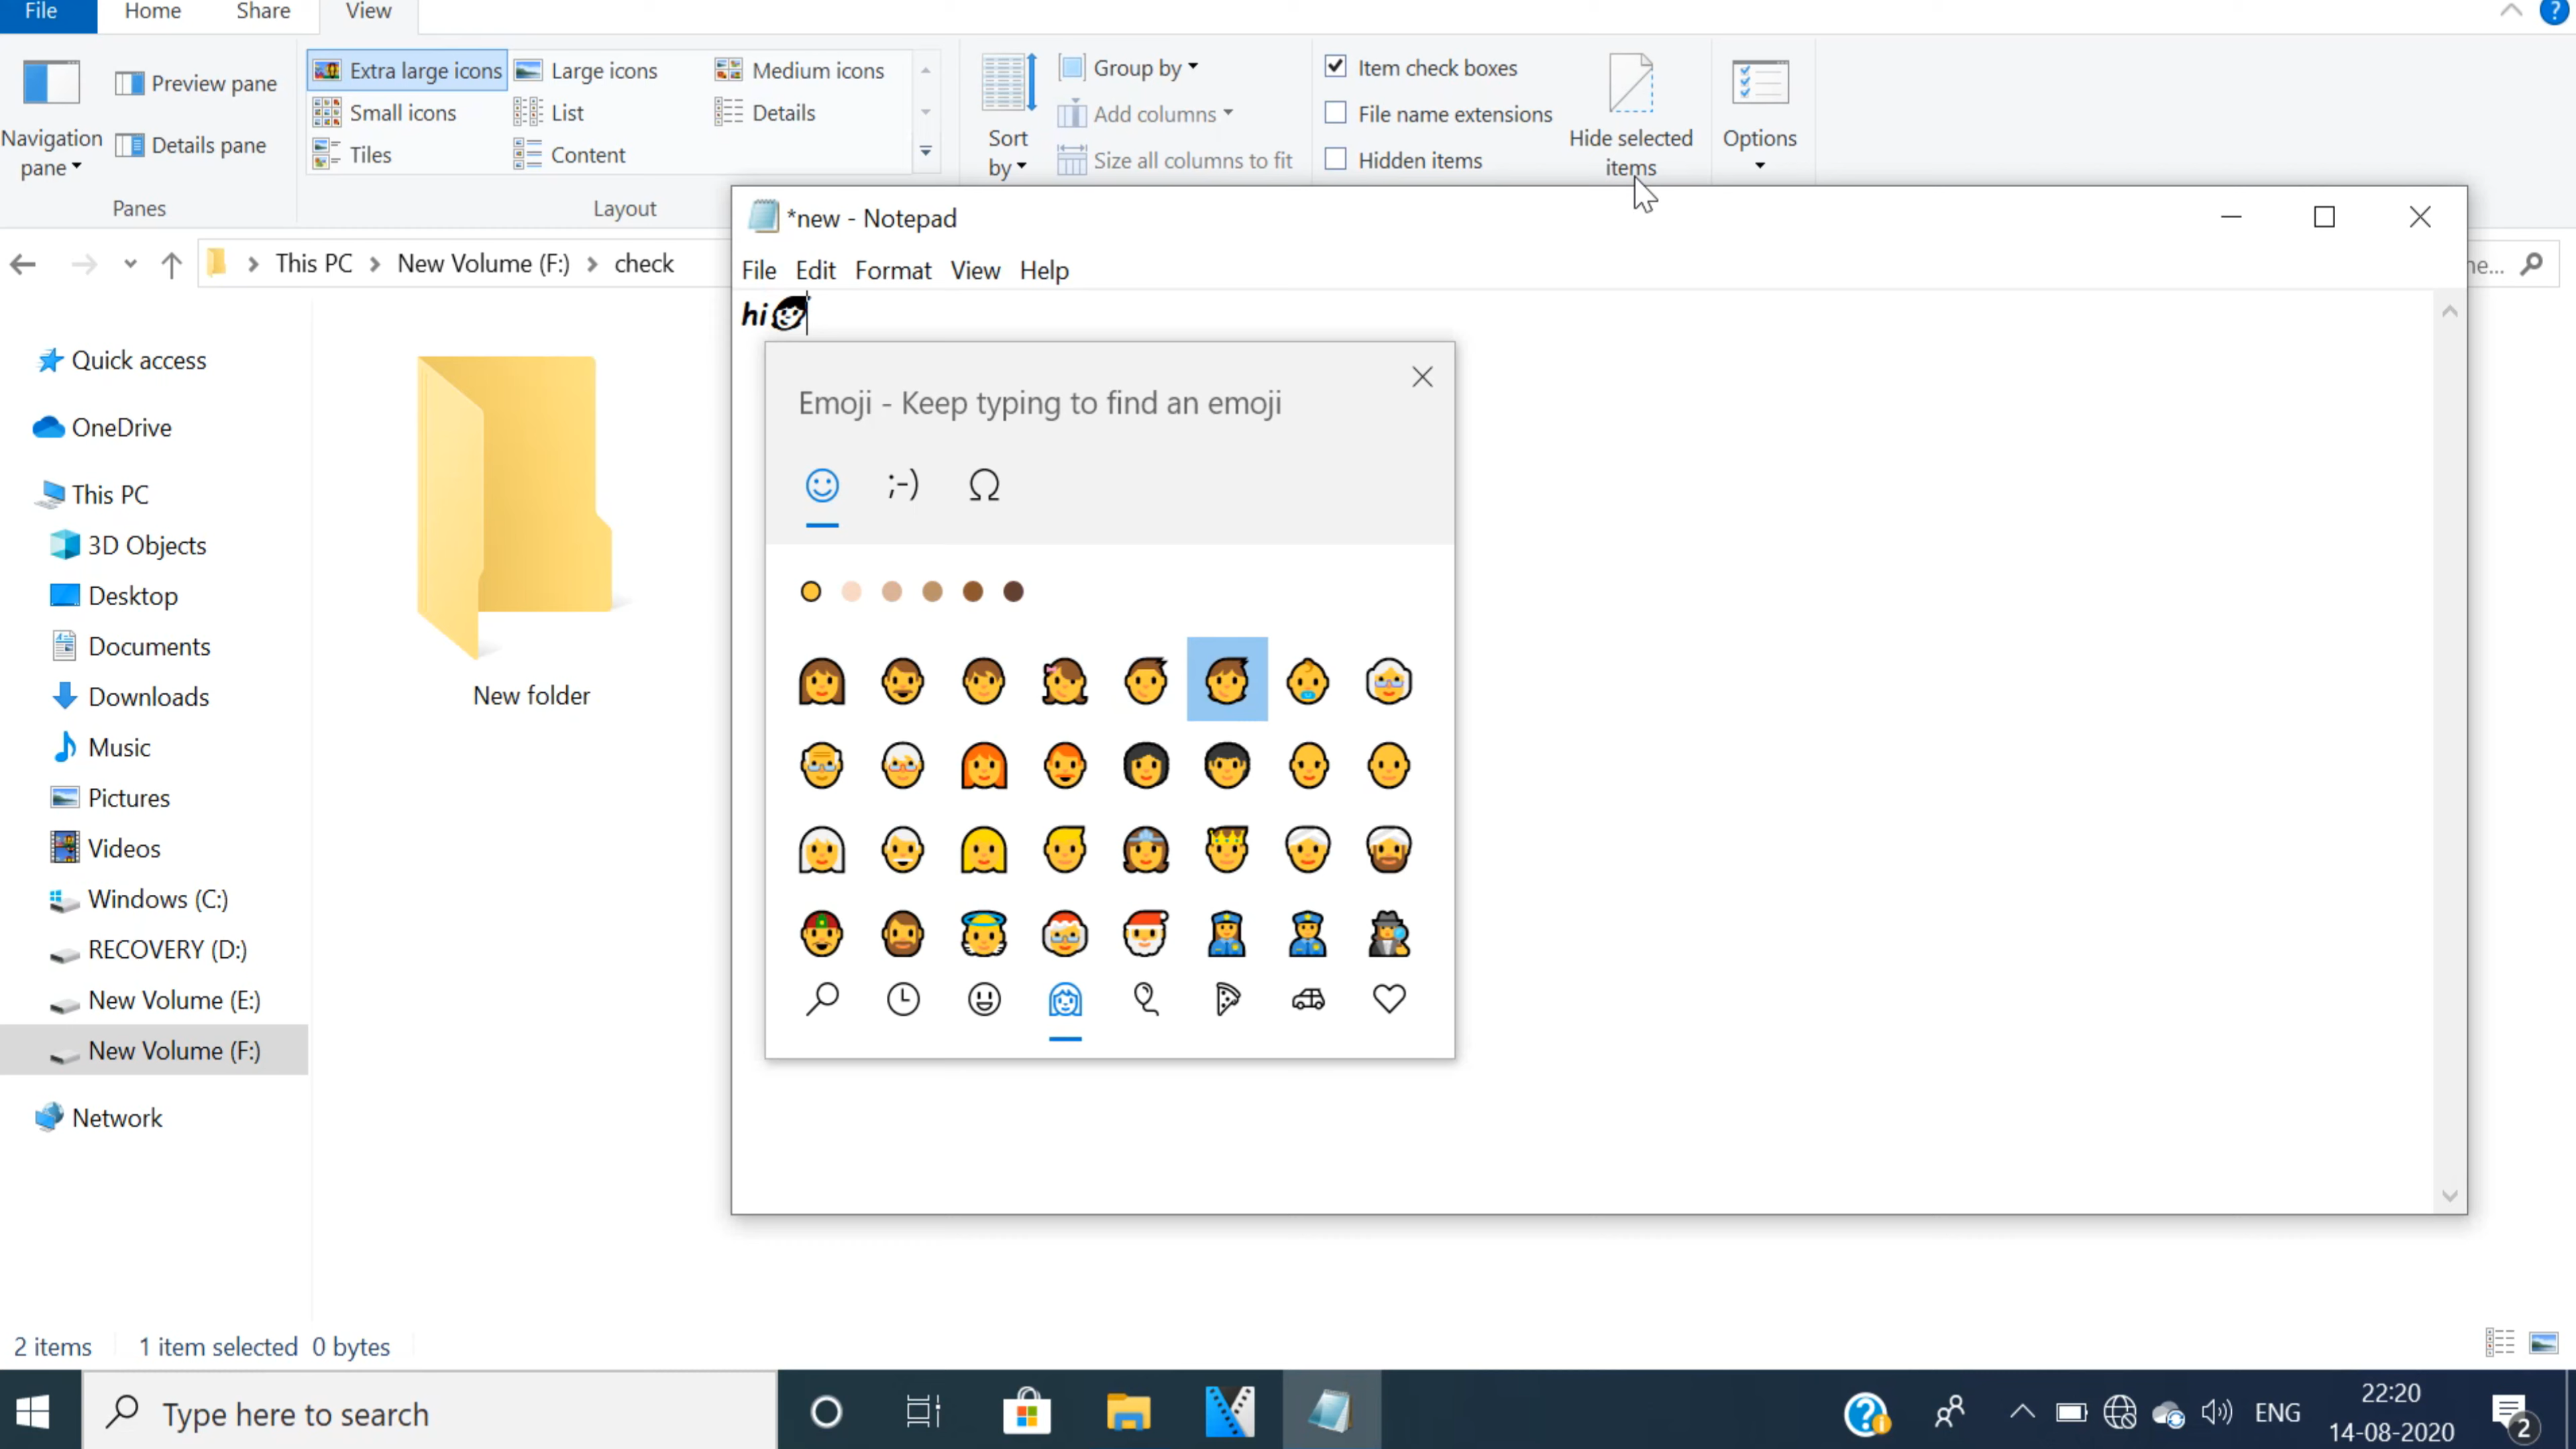 File Home Share View
Navigation pane
Preview pane
Details pane
Panes
Extra large icons Large icons Medium icons
Small icons List Details
Tiles Content
Layout
Sort by
Group by
Add columns
Size all columns to fit
Item check boxes
File name extensions
Hidden items
Hide selected items
Options
This PC New Volume (F:) check
*new - Notepad
File Edit Format View Help
hi
Emoji - Keep typing to find an emoji
;-) Ω
Quick access
OneDrive
This PC
3D Objects
Desktop
Documents
Downloads
Music
Pictures
Videos
Windows (C:)
RECOVERY (D:)
New Volume (E:)
New Volume (F:)
Network
New folder
2 items 1 item selected 0 bytes
Type here to search
ENG
22:20
14-08-2020
2